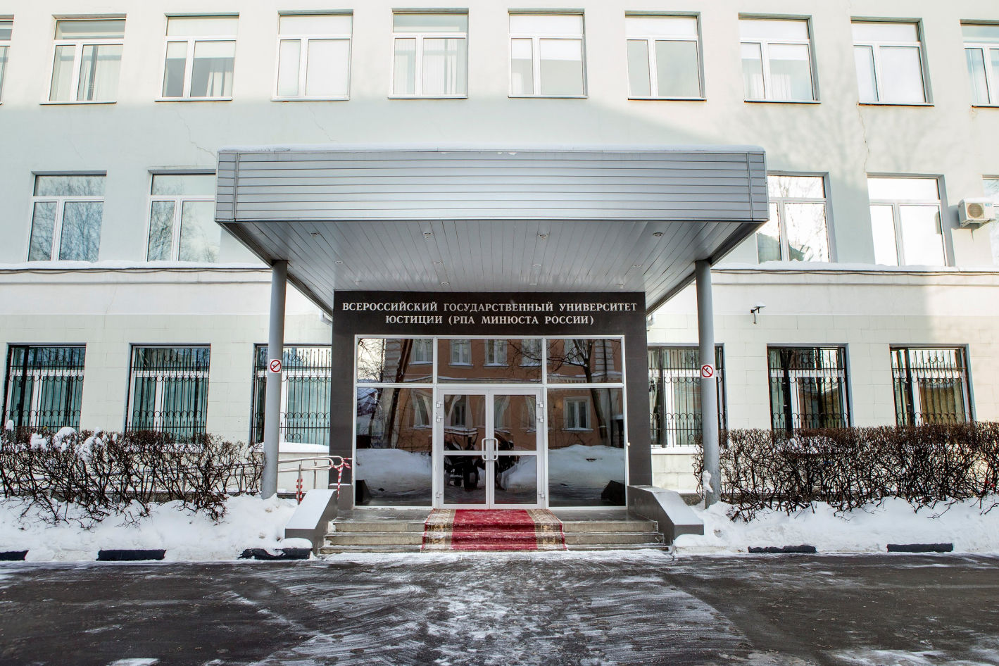 ВСЕРОССИЙСКИЙ ГОСУДАРСТВЕННЫЙ УНИВЕРСИТЕТ
ЮСТИЦИИ (РПА МИНЮСТА РОССИИ)